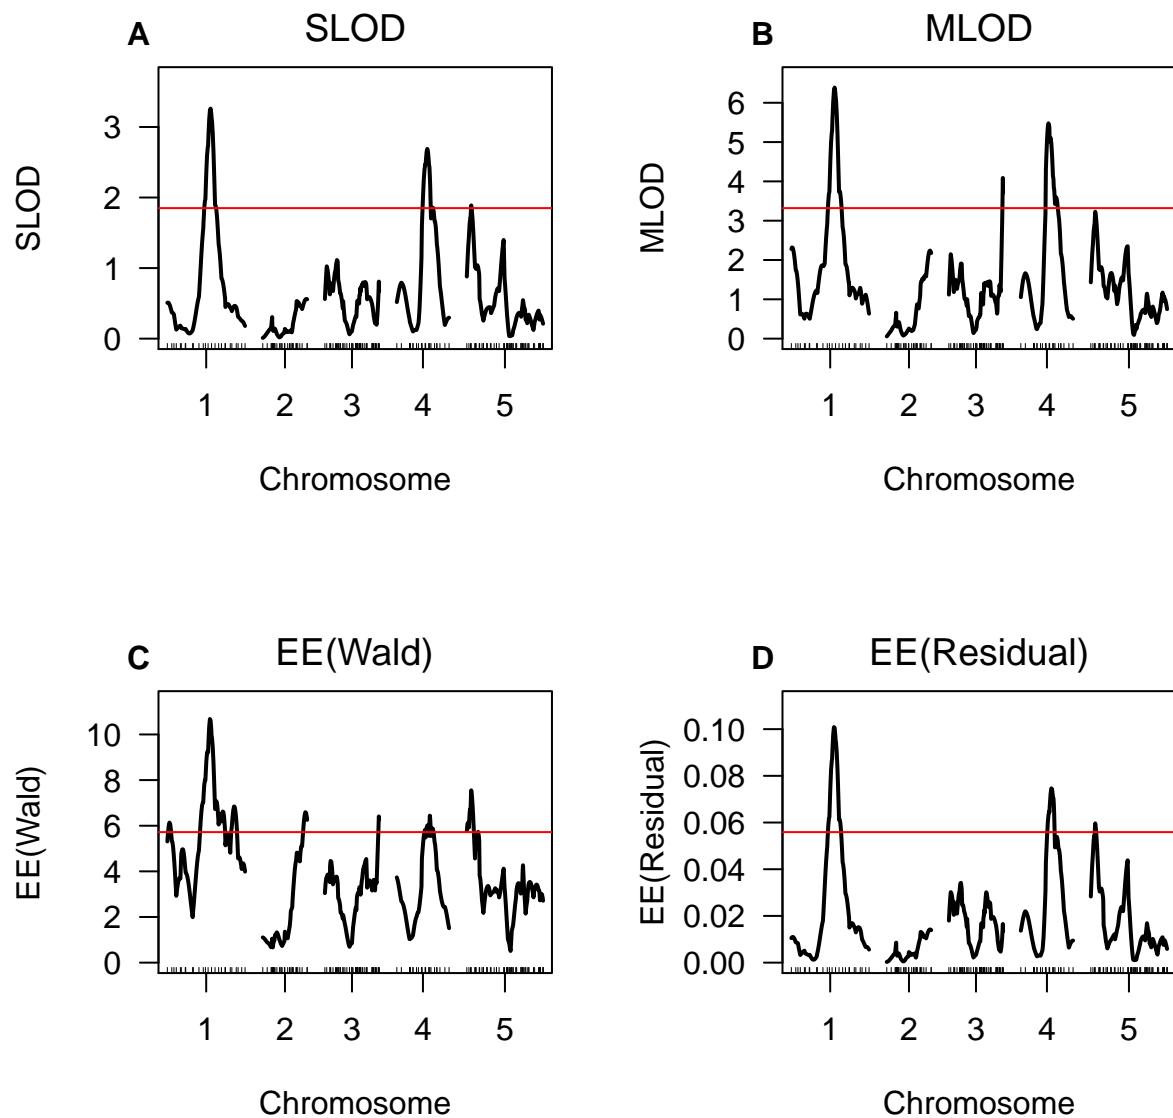 A SLOD
SLOD
3
2
1
0
1 2 3 4 5
Chromosome
B MLOD
MLOD
6
5
4
3
2
1
0
1 2 3 4 5
Chromosome
C EE(Wald)
EE(Wald)
10
8
6
4
2
0
1 2 3 4 5
Chromosome
D EE(Residual)
EE(Residual)
0.10
0.08
0.06
0.04
0.02
0.00
1 2 3 4 5
Chromosome